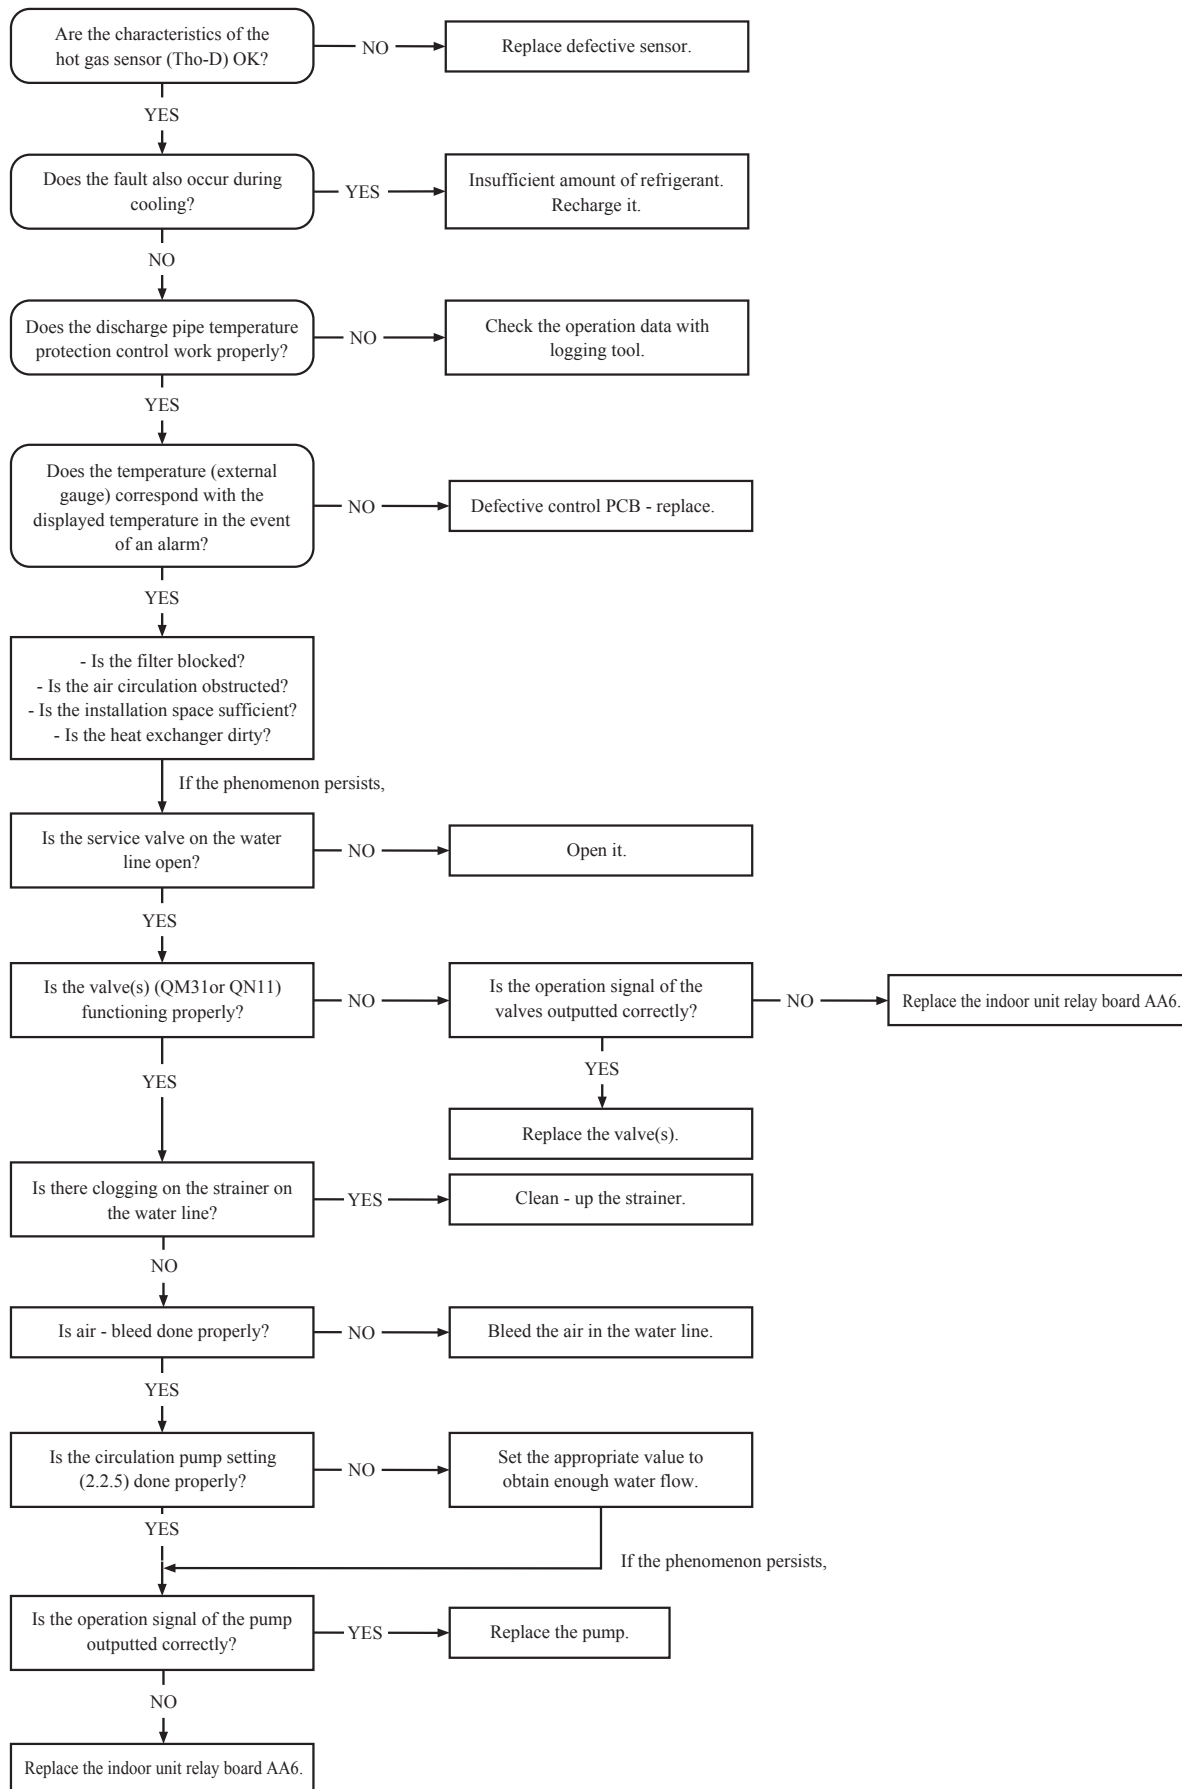 Are the characteristics of the
hot gas sensor (Tho-D) OK?
NO
Replace defective sensor.
YES
Does the fault also occur during
cooling?
YES
Insufficient amount of refrigerant.
Recharge it.
NO
Does the discharge pipe temperature
protection control work properly?
NO
Check the operation data with
logging tool.
YES
Does the temperature (external
gauge) correspond with the
displayed temperature in the event
of an alarm?
NO
Defective control PCB - replace.
YES
- Is the filter blocked?
- Is the air circulation obstructed?
- Is the installation space sufficient?
- Is the heat exchanger dirty?
If the phenomenon persists,
Is the service valve on the water
line open?
NO
Open it.
YES
Is the valve(s) (QM31or QN11)
functioning properly?
NO
Is the operation signal of the
valves outputted correctly?
NO
Replace the indoor unit relay board AA6.
YES
YES
Replace the valve(s).
Is there clogging on the strainer on
the water line?
YES
Clean - up the strainer.
NO
Is air - bleed done properly?
NO
Bleed the air in the water line.
YES
Is the circulation pump setting
(2.2.5) done properly?
NO
Set the appropriate value to
obtain enough water flow.
YES
If the phenomenon persists,
Is the operation signal of the pump
outputted correctly?
YES
Replace the pump.
NO
Replace the indoor unit relay board AA6.